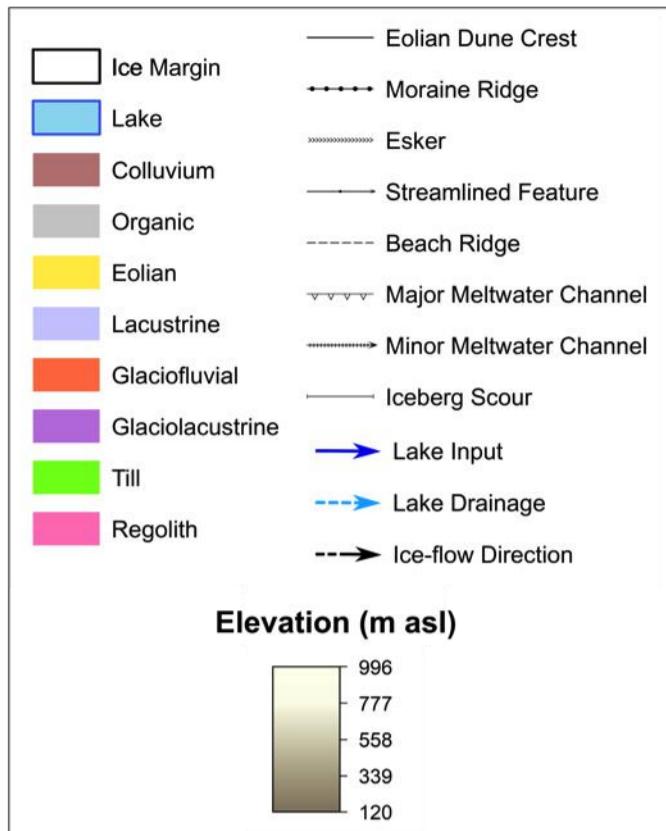 Ice Margin
Lake
Colluvium
Organic
Eolian
Lacustrine
Glaciofluvial
Glaciolacustrine
Till
Regolith
Eolian Dune Crest
Moraine Ridge
Esker
Streamlined Feature
Beach Ridge
Major Meltwater Channel
Minor Meltwater Channel
Iceberg Scour
Lake Input
Lake Drainage
Ice-flow Direction
Elevation (m asl)
996
777
558
339
120